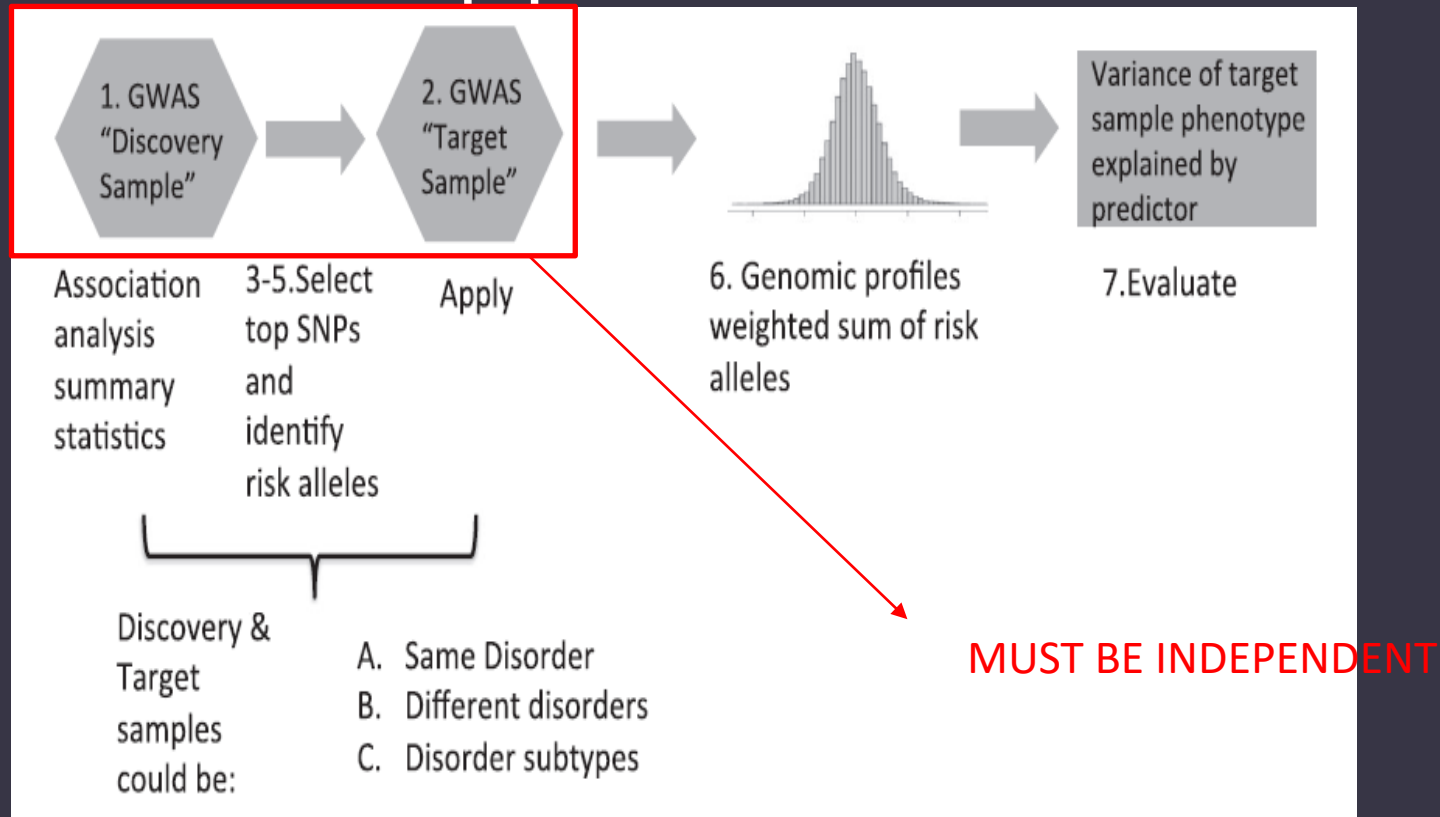 1. GWAS
"Discovery
Sample"
2. GWAS
"Target
Sample"
Variance of target
sample phenotype
explained by
predictor
Association
analysis
summary
statistics
3-5.Select
top SNPs
and
identify
risk alleles
Apply
6. Genomic profiles
weighted sum of risk
alleles
7.Evaluate
Discovery &
Target
samples
could be:
A. Same Disorder
B. Different disorders
C. Disorder subtypes
MUST BE INDEPENDENT